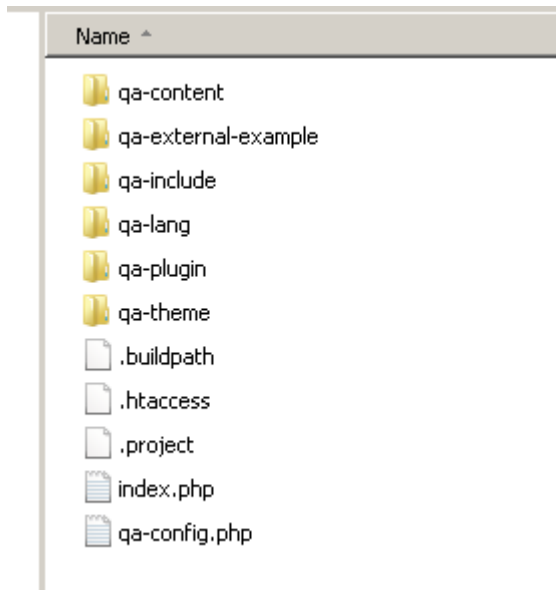 Name
qa-content
qa-external-example
qa-include
qa-lang
qa-plugin
qa-theme
.buildpath
.htaccess
.project
index.php
qa-config.php